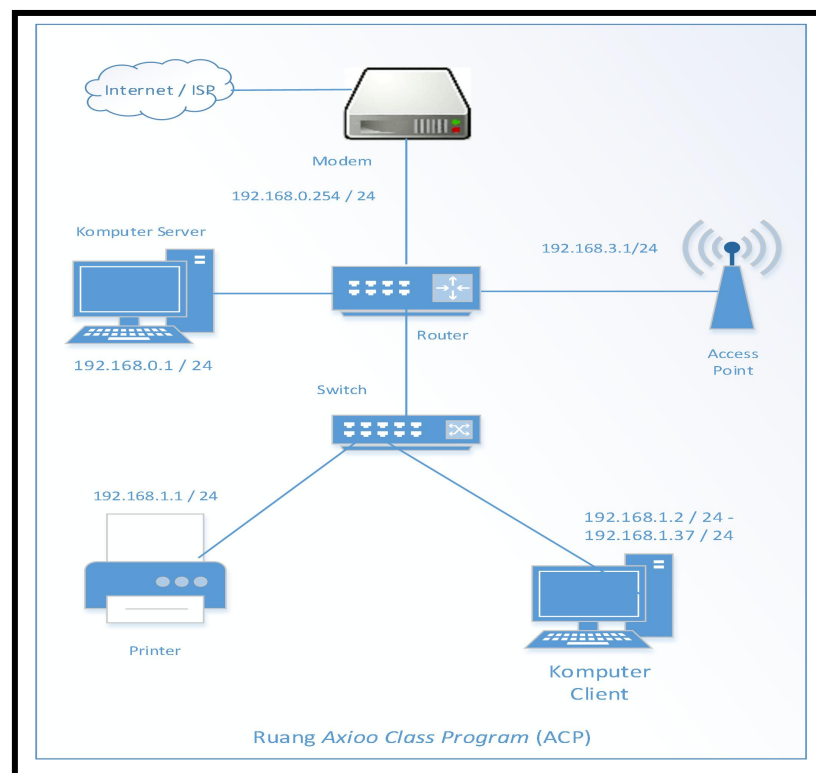 Internet / ISP
Modem
192.168.0.254 / 24
Komputer Server
192.168.3.1/24
Router
192.168.0.1 / 24
Access
Point
Switch
192.168.1.1 / 24
192.168.1.2 / 24 -
192.168.1.37 / 24
Printer
Komputer
Client
Ruang Axioo Class Program (ACP)